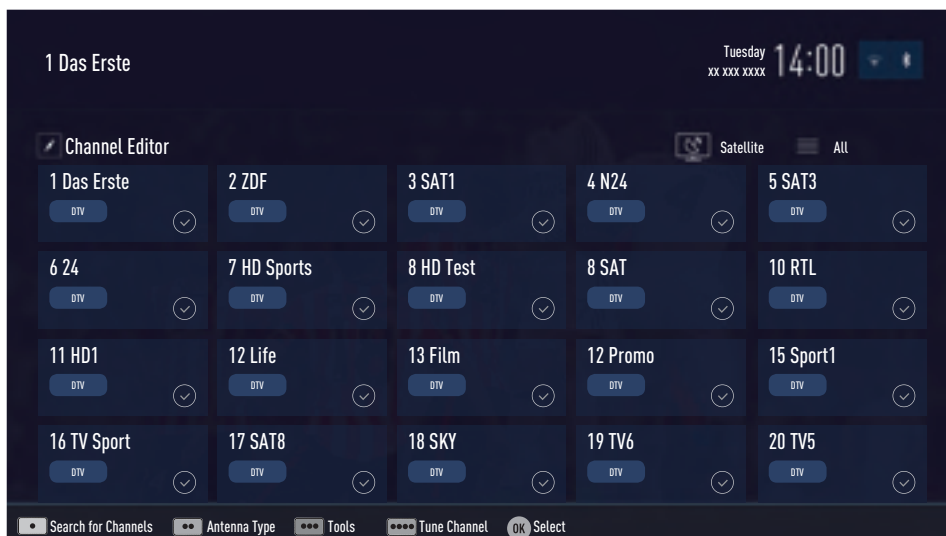 1 Das Erste
Tuesday
xx xxx xxxx
14:00
Channel Editor
Satellite
All
1 Das Erste
2 ZDF
3 SAT1
4 N24
5 SAT3
DTV
DTV
DTV
DTV
DTV
6 24
7 HD Sports
8 HD Test
8 SAT
10 RTL
DTV
DTV
DTV
DTV
DTV
11 HD1
12 Life
13 Film
12 Promo
15 Sport1
DTV
DTV
DTV
DTV
DTV
16 TV Sport
17 SAT8
18 SKY
19 TV6
20 TV5
DTV
DTV
DTV
DTV
DTV
Search for Channels
Antenna Type
Tools
Tune Channel
OK Select